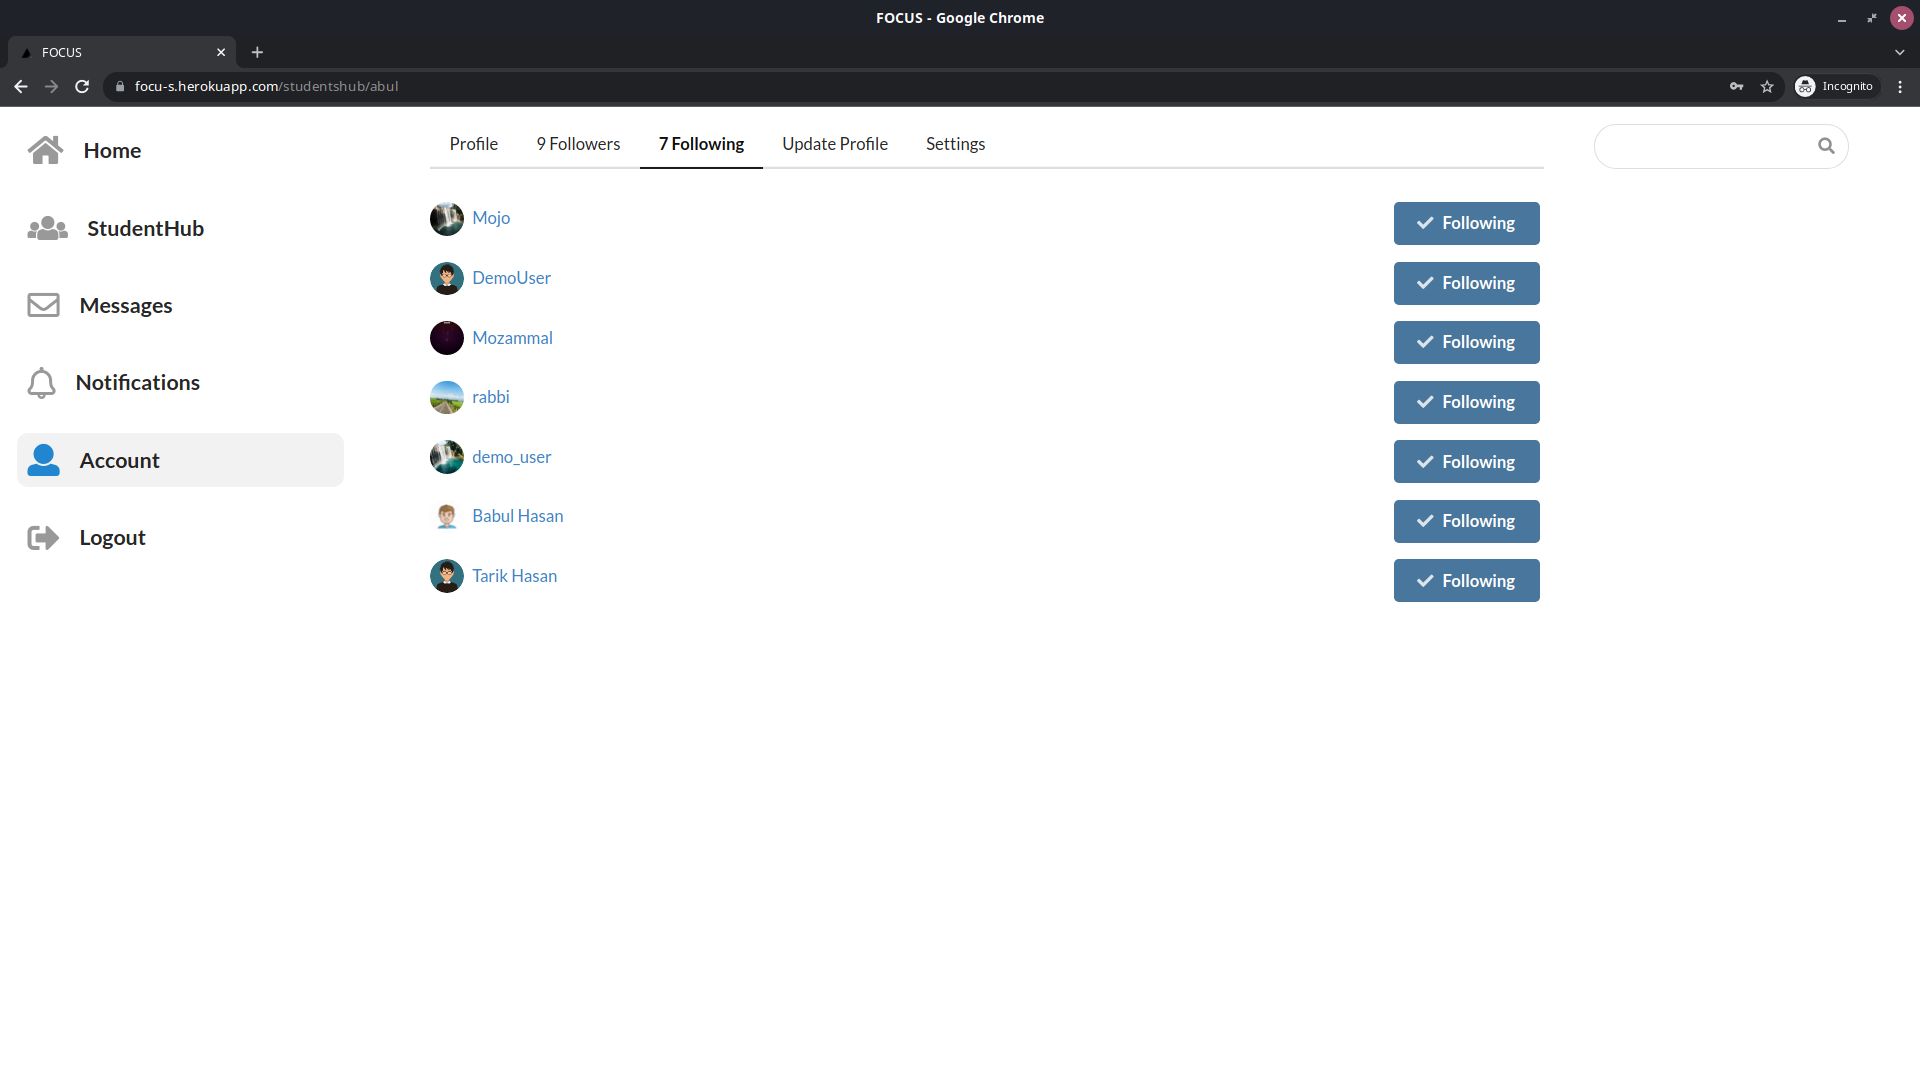 FOCUS - Google Chrome
FOCUS
focu-s.herokuapp.com/studentshub/abul
Incognito
Home
StudentHub
Messages
Notifications
Account
Logout
Profile
9 Followers
7 Following
Update Profile
Settings
Mojo
Following
DemoUser
Following
Mozammal
Following
rabbi
Following
demo_user
Following
Babul Hasan
Following
Tarik Hasan
Following